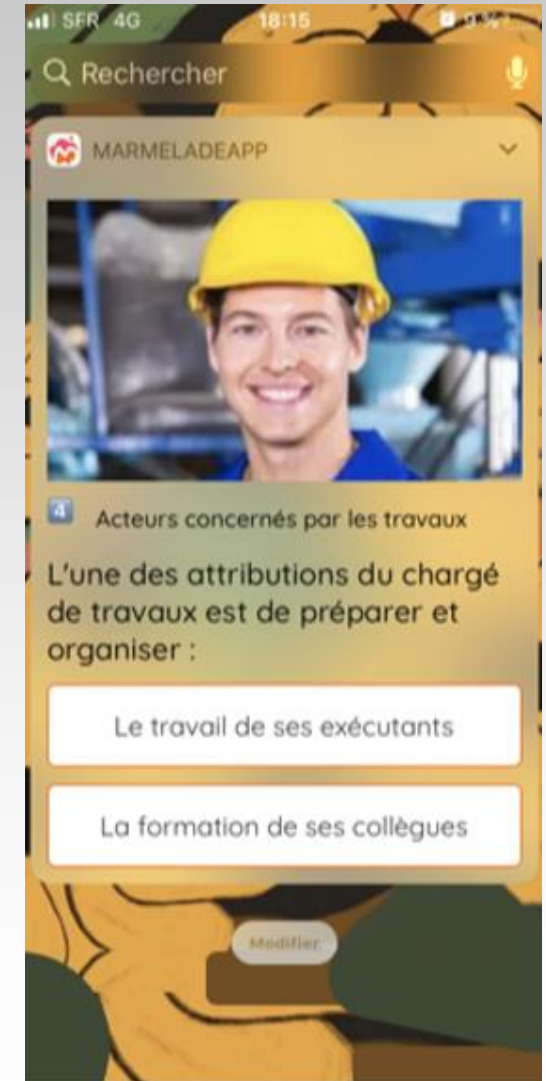 SFR 4G 18:15 9 %
Rechercher
MARMELADEAPP
4 Acteurs concernés par les travaux
L'une des attributions du chargé
de travaux est de préparer et
organiser :
Le travail de ses exécutants
La formation de ses collègues
Modifier